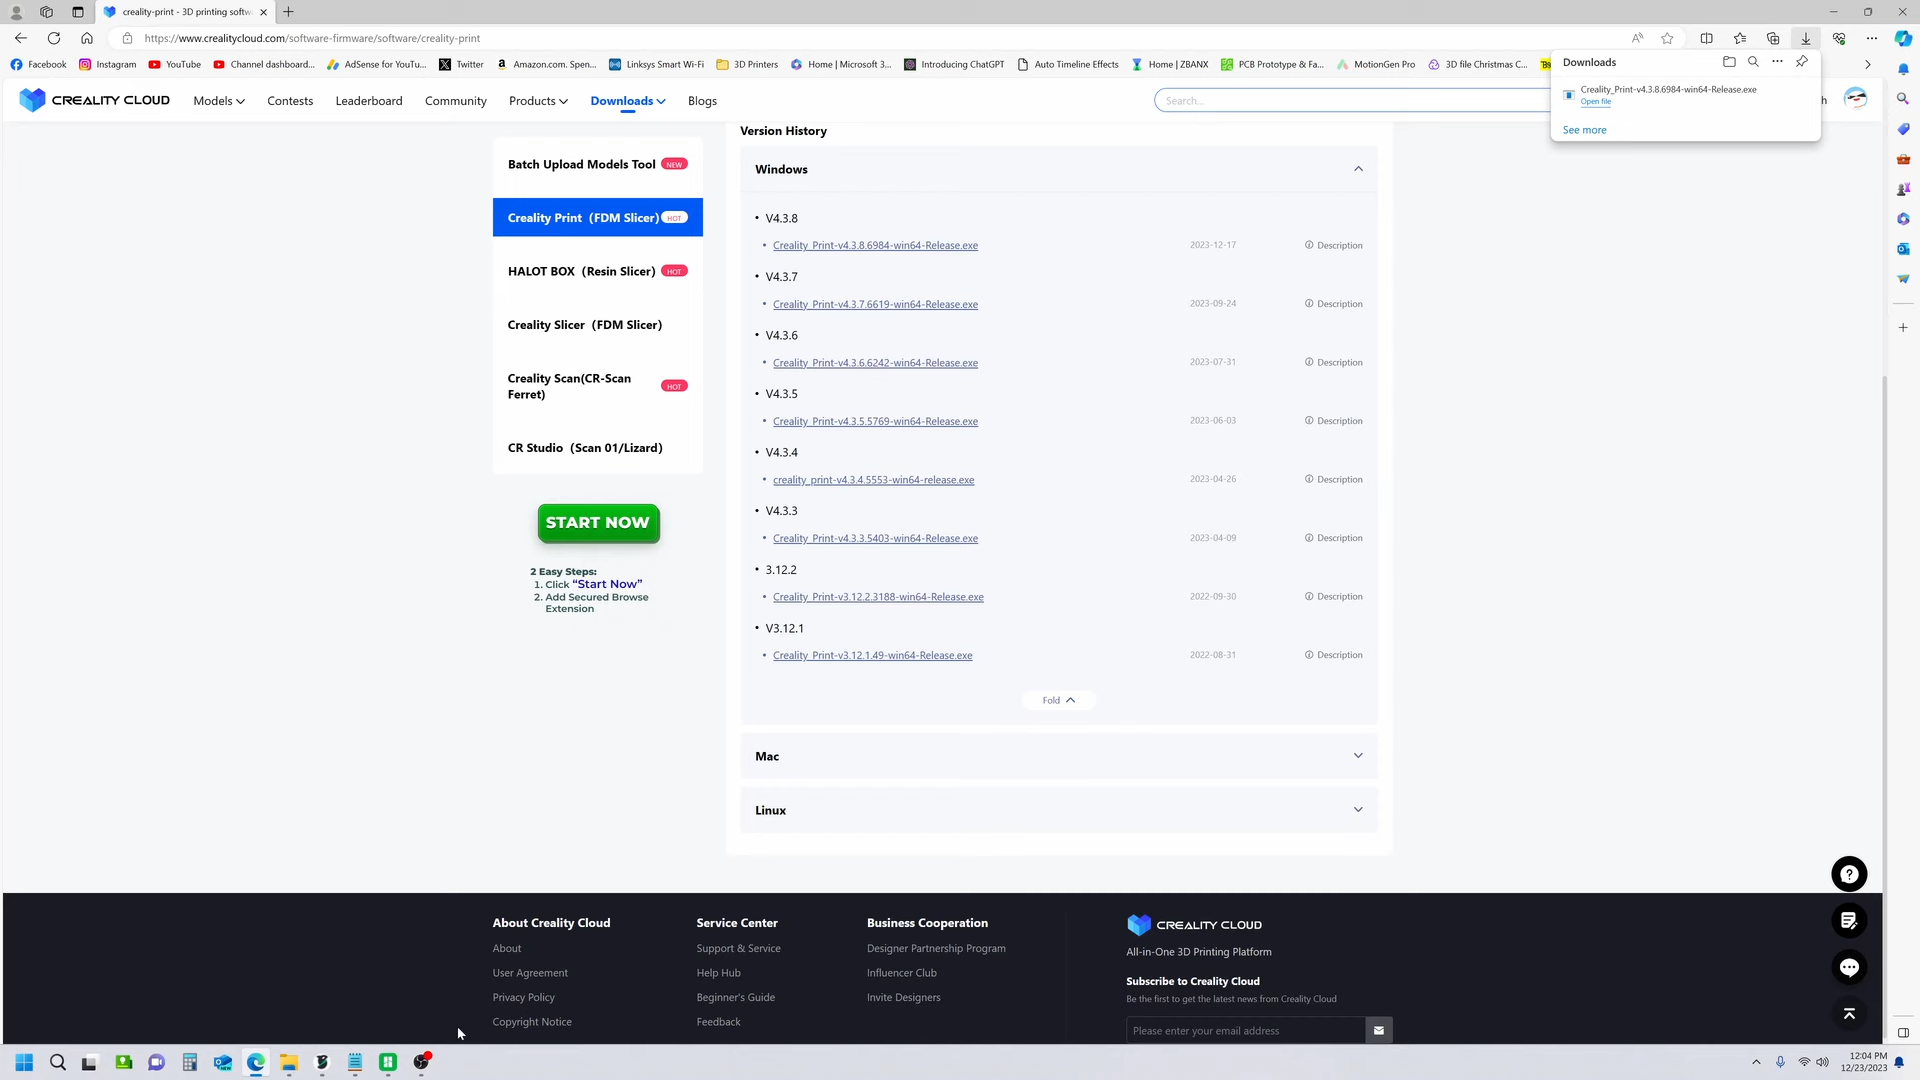 creality-print - 3D printing softw
https://www.crealitycloud.com/software-firmware/software/creality-print
Facebook
Instagram
YouTube
Channel dashboard...
AdSense for YouTu...
Twitter
Amazon.com. Spen...
Linksys Smart Wi-Fi
3D Printers
Home | Microsoft 3...
Introducing ChatGPT
Auto Timeline Effects
Home | ZBANX
PCB Prototype & Fa...
MotionGen Pro
3D file Christmas C...
Downloads
Creality_Print-v4.3.8.6984-win64-Release.exe
Open file
See more
CREALITY CLOUD
Models
Contests
Leaderboard
Community
Products
Downloads
Blogs
Search...
Batch Upload Models Tool NEW
Creality Print（FDM Slicer） HOT
HALOT BOX（Resin Slicer） HOT
Creality Slicer（FDM Slicer）
Creality Scan(CR-Scan
Ferret) HOT
CR Studio（Scan 01/Lizard）
START NOW
2 Easy Steps:
1. Click “Start Now”
2. Add Secured Browse
Extension
Version History
Windows
• V4.3.8
• Creality_Print-v4.3.8.6984-win64-Release.exe 2023-12-17 Description
• V4.3.7
• Creality_Print-v4.3.7.6619-win64-Release.exe 2023-09-24 Description
• V4.3.6
• Creality_Print-v4.3.6.6242-win64-Release.exe 2023-07-31 Description
• V4.3.5
• Creality_Print-v4.3.5.5769-win64-Release.exe 2023-06-03 Description
• V4.3.4
• creality_print-v4.3.4.5553-win64-release.exe 2023-04-26 Description
• V4.3.3
• Creality_Print-v4.3.3.5403-win64-Release.exe 2023-04-09 Description
• 3.12.2
• Creality_Print-v3.12.2.3188-win64-Release.exe 2022-09-30 Description
• V3.12.1
• Creality_Print-v3.12.1.49-win64-Release.exe 2022-08-31 Description
Fold
Mac
Linux
About Creality Cloud
About
User Agreement
Privacy Policy
Copyright Notice
Service Center
Support & Service
Help Hub
Beginner's Guide
Feedback
Business Cooperation
Designer Partnership Program
Influencer Club
Invite Designers
CREALITY CLOUD
All-in-One 3D Printing Platform
Subscribe to Creality Cloud
Be the first to get the latest news from Creality Cloud
Please enter your email address
12:04 PM
12/23/2023